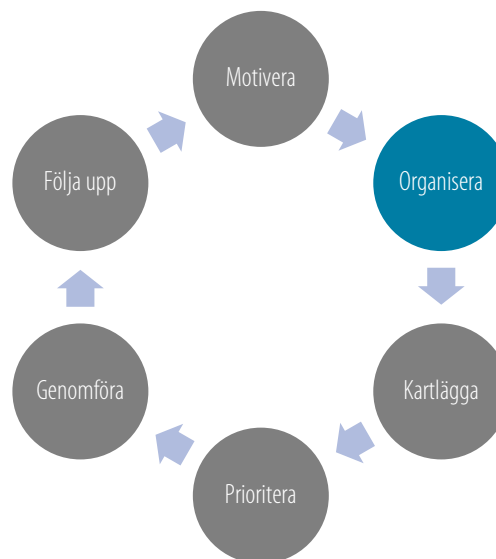 Motivera
Organisera
Kartlägga
Prioritera
Genomföra
Följa upp